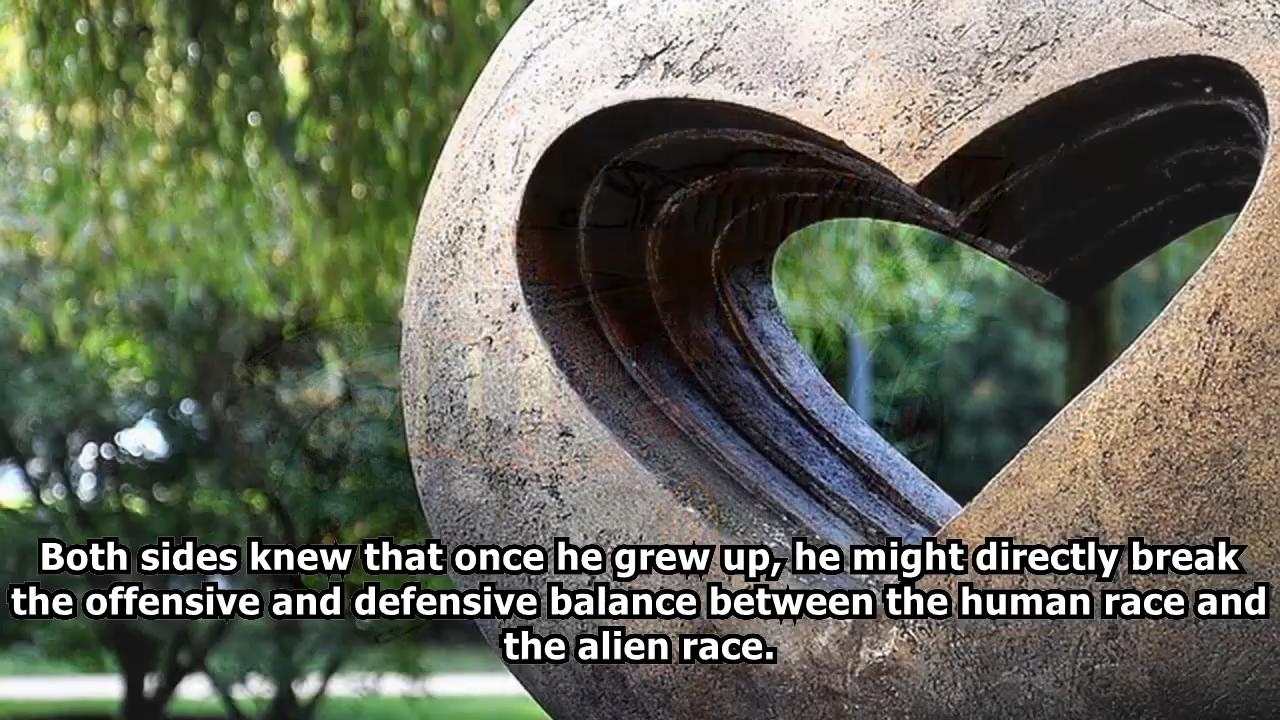 Both sides knew that once he grew up, he might directly break
the offensive and defensive balance between the human race and
the alien race.